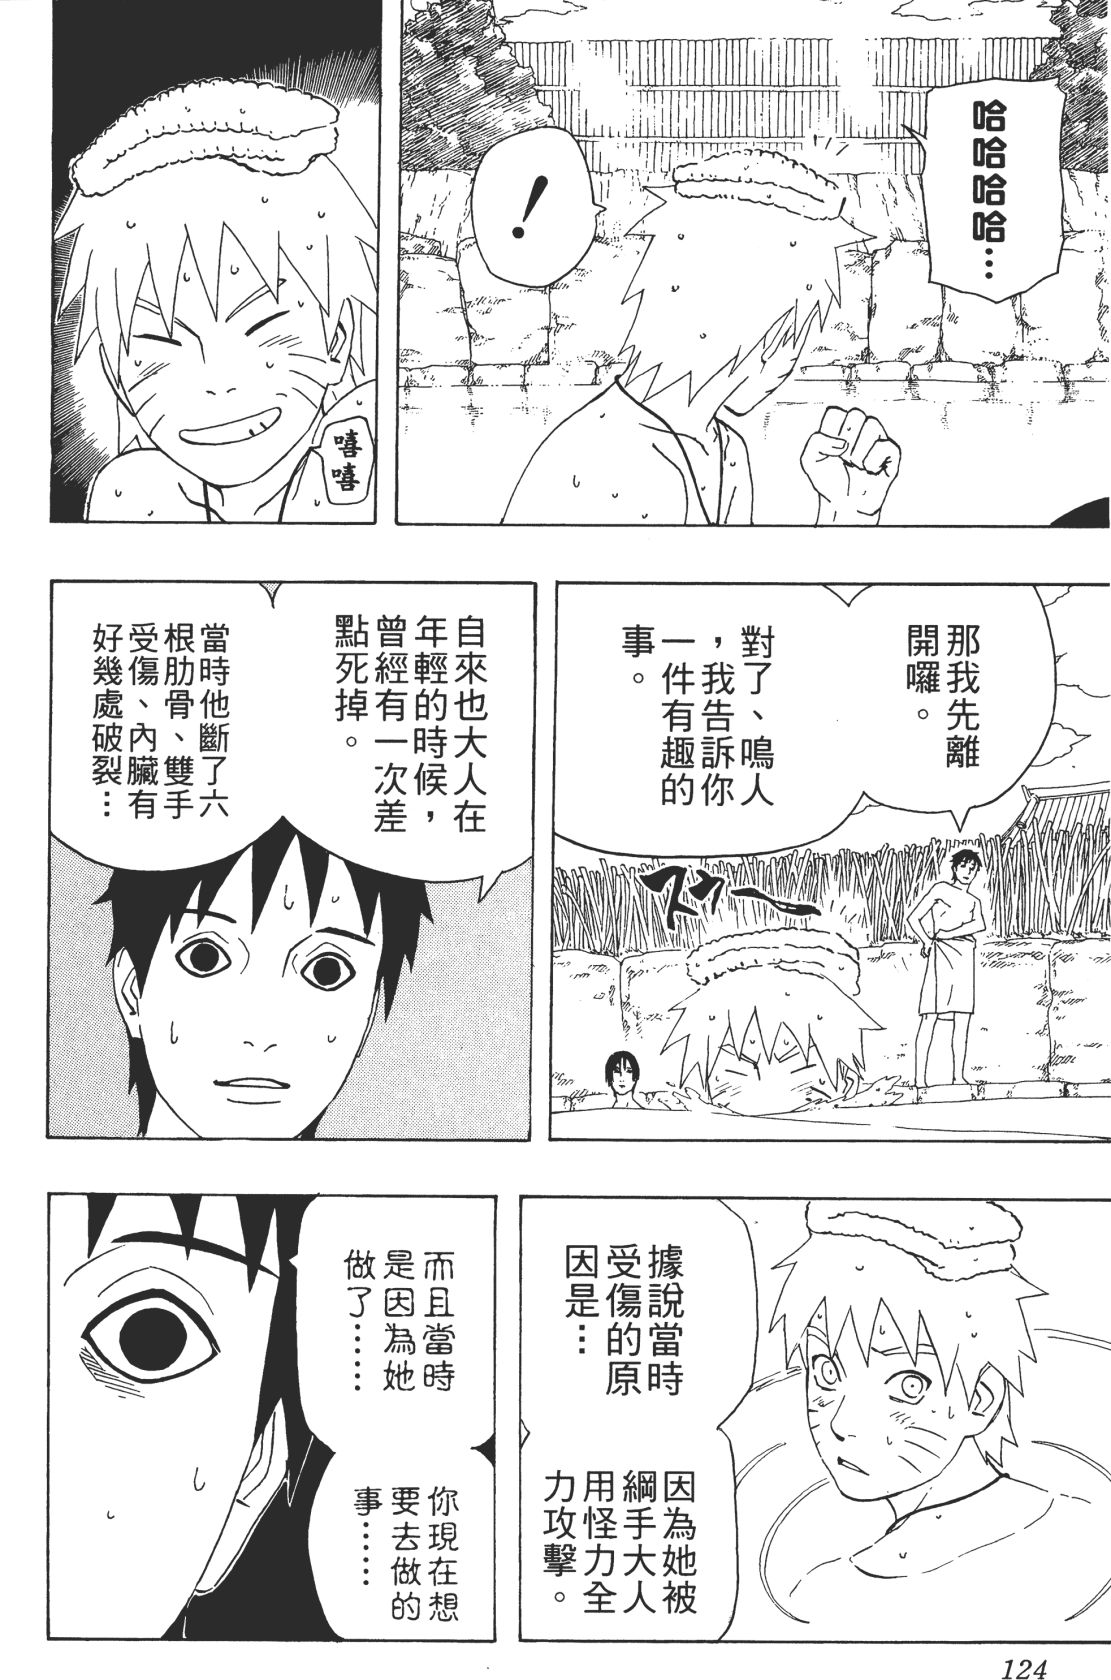 哈哈哈哈…
！
嘻嘻
那我先離
開囉。
對了、鳴人
，我告訴你
一件有趣的
事。
ズズー
自來也大人在
年輕的時候，
曾經有一次差
點死掉。
當時他斷了六
根肋骨、雙手
受傷、內臟有
好幾處破裂…
據說當時
受傷的原
因是…
因為她被
綱手大人
用怪力全
力攻擊。
而且當時
是因為她
做了……
你現在想
要去做的
事……
124